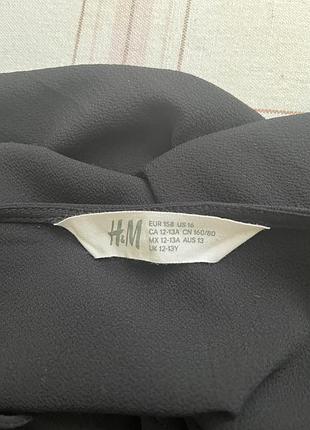 H&M
EUR 158 US 16
CA 12-13A CN 160/80
MX 12-13A AUS 13
UK 12-13Y